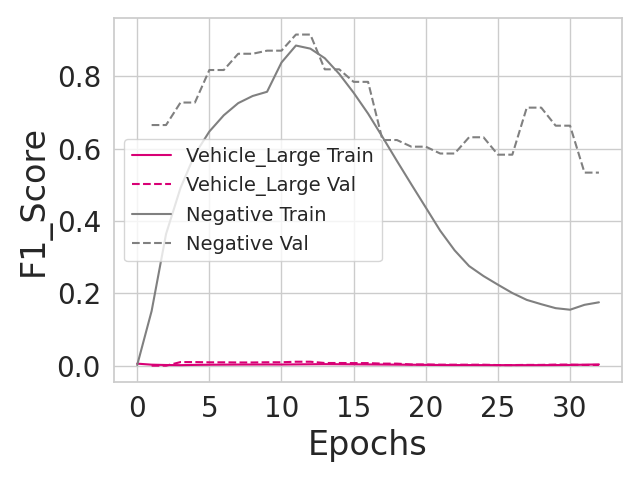 F1_Score
0.8
0.6
0.4
0.2
0.0
Vehicle_Large Train
Vehicle_Large Val
Negative Train
Negative Val
0 5 10 15 20 25 30
Epochs